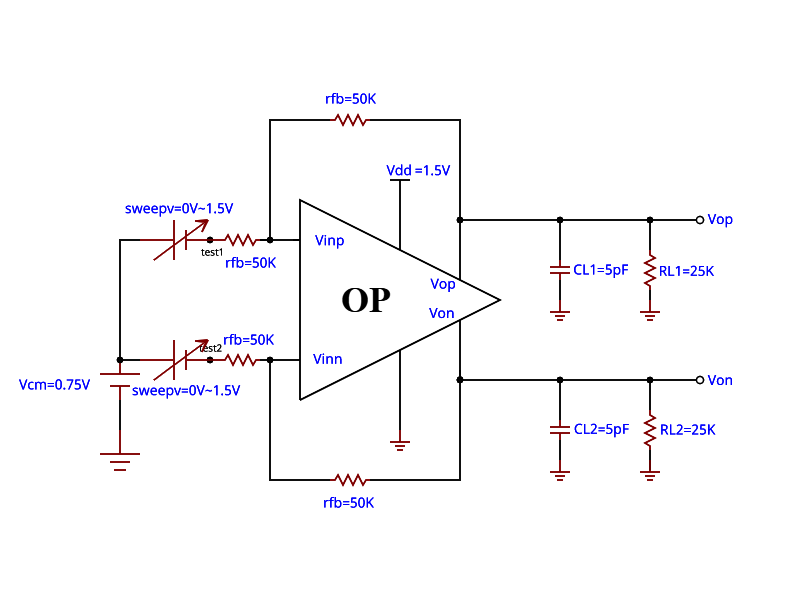 rfb=50K
Vdd =1.5V
sweepv=0V~1.5V
Vop
test1
Vinp
rfb=50K
CL1=5pF
RL1=25K
Vop
OP
Von
rfb=50K
test2
Vinn
Vcm=0.75V
sweepv=0V~1.5V
Von
CL2=5pF
RL2=25K
rfb=50K